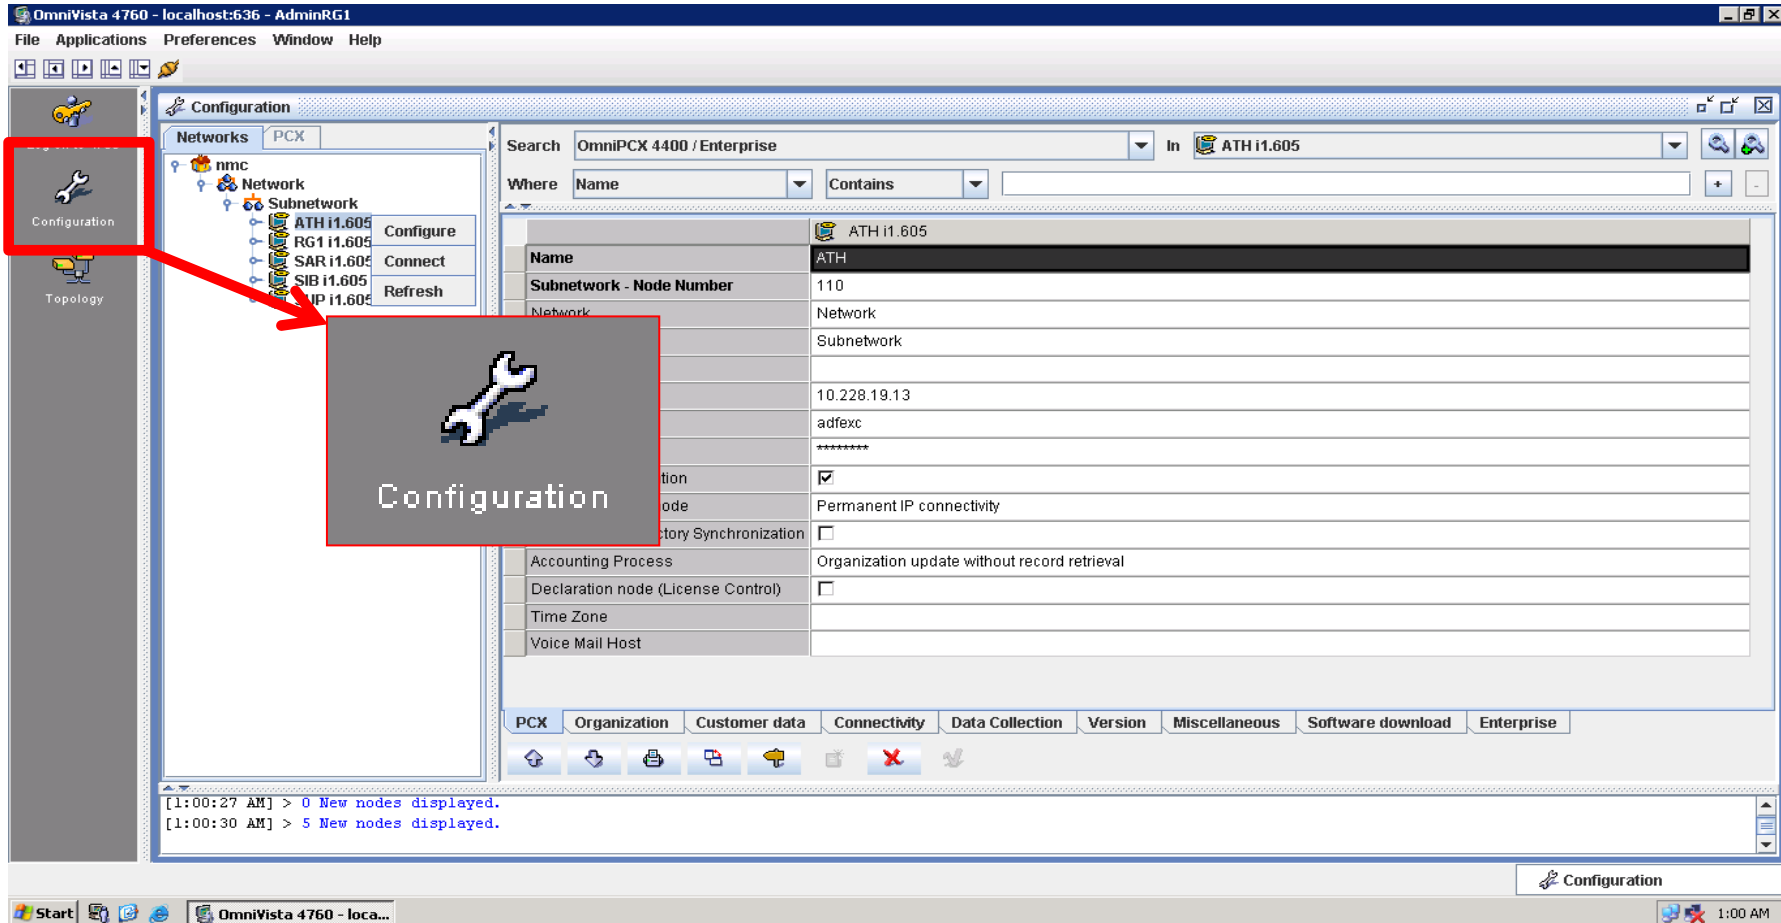 OmniVista 4760 - localhost:636 - AdminRG1
File Applications Preferences Window Help
Configuration
Networks PCX
Search OmniPCX 4400 / Enterprise In ATH i1.605
nmc
Where Name Contains + -
Network
Subnetwork
Configuration
ATH i1.605
RG1 i1.605
SAR i1.605
SIB i1.605
i1.605
Configure
Connect
Refresh
Topology
Configuration
ATH i1.605
Name ATH
Subnetwork - Node Number 110
Network Network
Subnetwork
10.228.19.13
adfexc
********
tion
ode Permanent IP connectivity
ctory Synchronization
Accounting Process Organization update without record retrieval
Declaration node (License Control)
Time Zone
Voice Mail Host
PCX Organization Customer data Connectivity Data Collection Version Miscellaneous Software download Enterprise
[1:00:27 AM] > 0 New nodes displayed.
[1:00:30 AM] > 5 New nodes displayed.
Configuration
Start OmniVista 4760 - loca... 1:00 AM